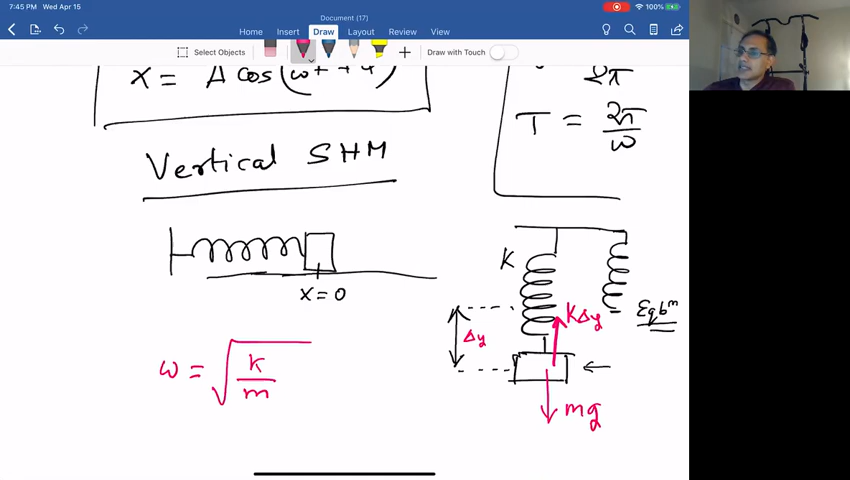 7:45 PM Wed Apr 15
100%
Document (17)
Home Insert Draw Layout Review View
Select Objects
Draw with Touch
x = A cos(ωt + φ)
2π
T = 2π/ω
Vertical SHM
x=0
K
KΔy
Δy
Eqbᵐ
mg
ω = √(k/m)